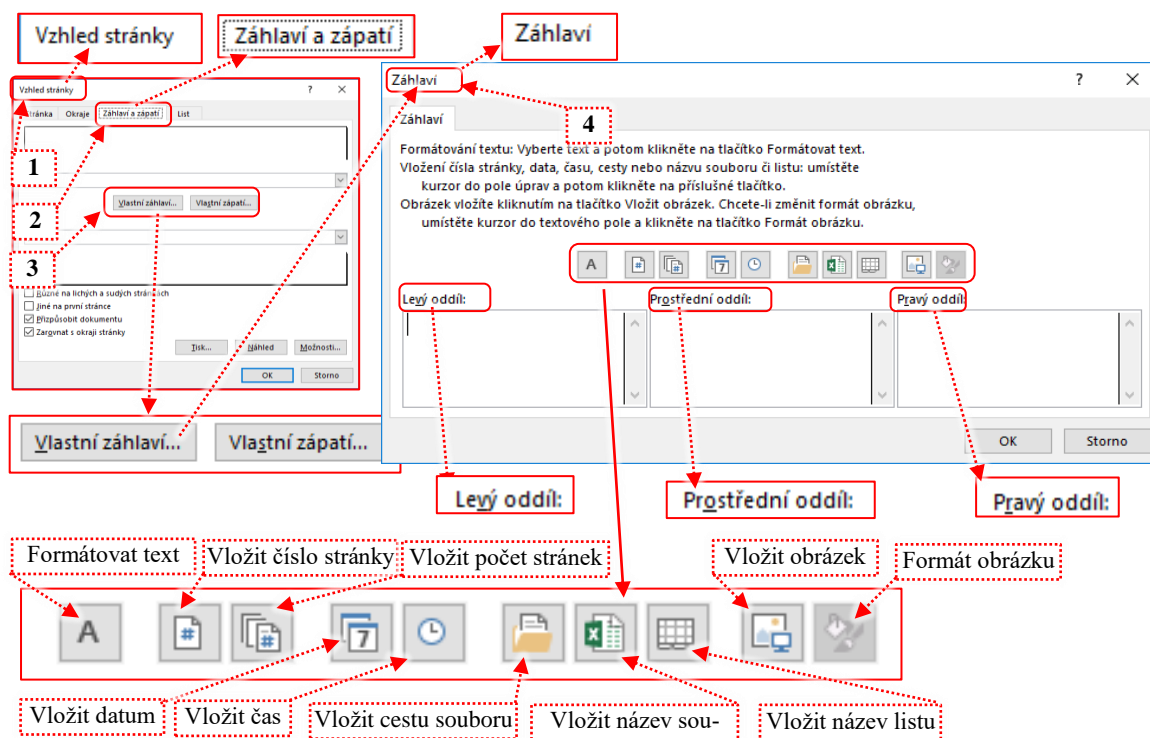 Vzhled stránky
Záhlaví a zápatí
Záhlaví
Vzhled stránky
?
×
Stránka Okraje Záhlaví a zápatí List
1
2
Vlastní záhlaví... Vlastní zápatí...
3
Různé na lichých a sudých stránkách
Jiné na první stránce
Přizpůsobit dokumentu
Zarovnat s okraji stránky
Tisk... Náhled Možnosti...
OK Storno
Záhlaví
?
×
Záhlaví
4
Formátování textu: Vyberte text a potom klikněte na tlačítko Formátovat text.
Vložení čísla stránky, data, času, cesty nebo názvu souboru či listu: umístěte
kurzor do pole úprav a potom klikněte na příslušné tlačítko.
Obrázek vložíte kliknutím na tlačítko Vložit obrázek. Chcete-li změnit formát obrázku,
umístěte kurzor do textového pole a klikněte na tlačítko Formát obrázku.
A # # 7
Levý oddíl: Prostřední oddíl: Pravý oddíl:
OK Storno
Vlastní záhlaví... Vlastní zápatí...
Levý oddíl: Prostřední oddíl: Pravý oddíl:
Formátovat text Vložit číslo stránky Vložit počet stránek Vložit obrázek Formát obrázku
A # # 7
Vložit datum Vložit čas Vložit cestu souboru Vložit název sou- Vložit název listu